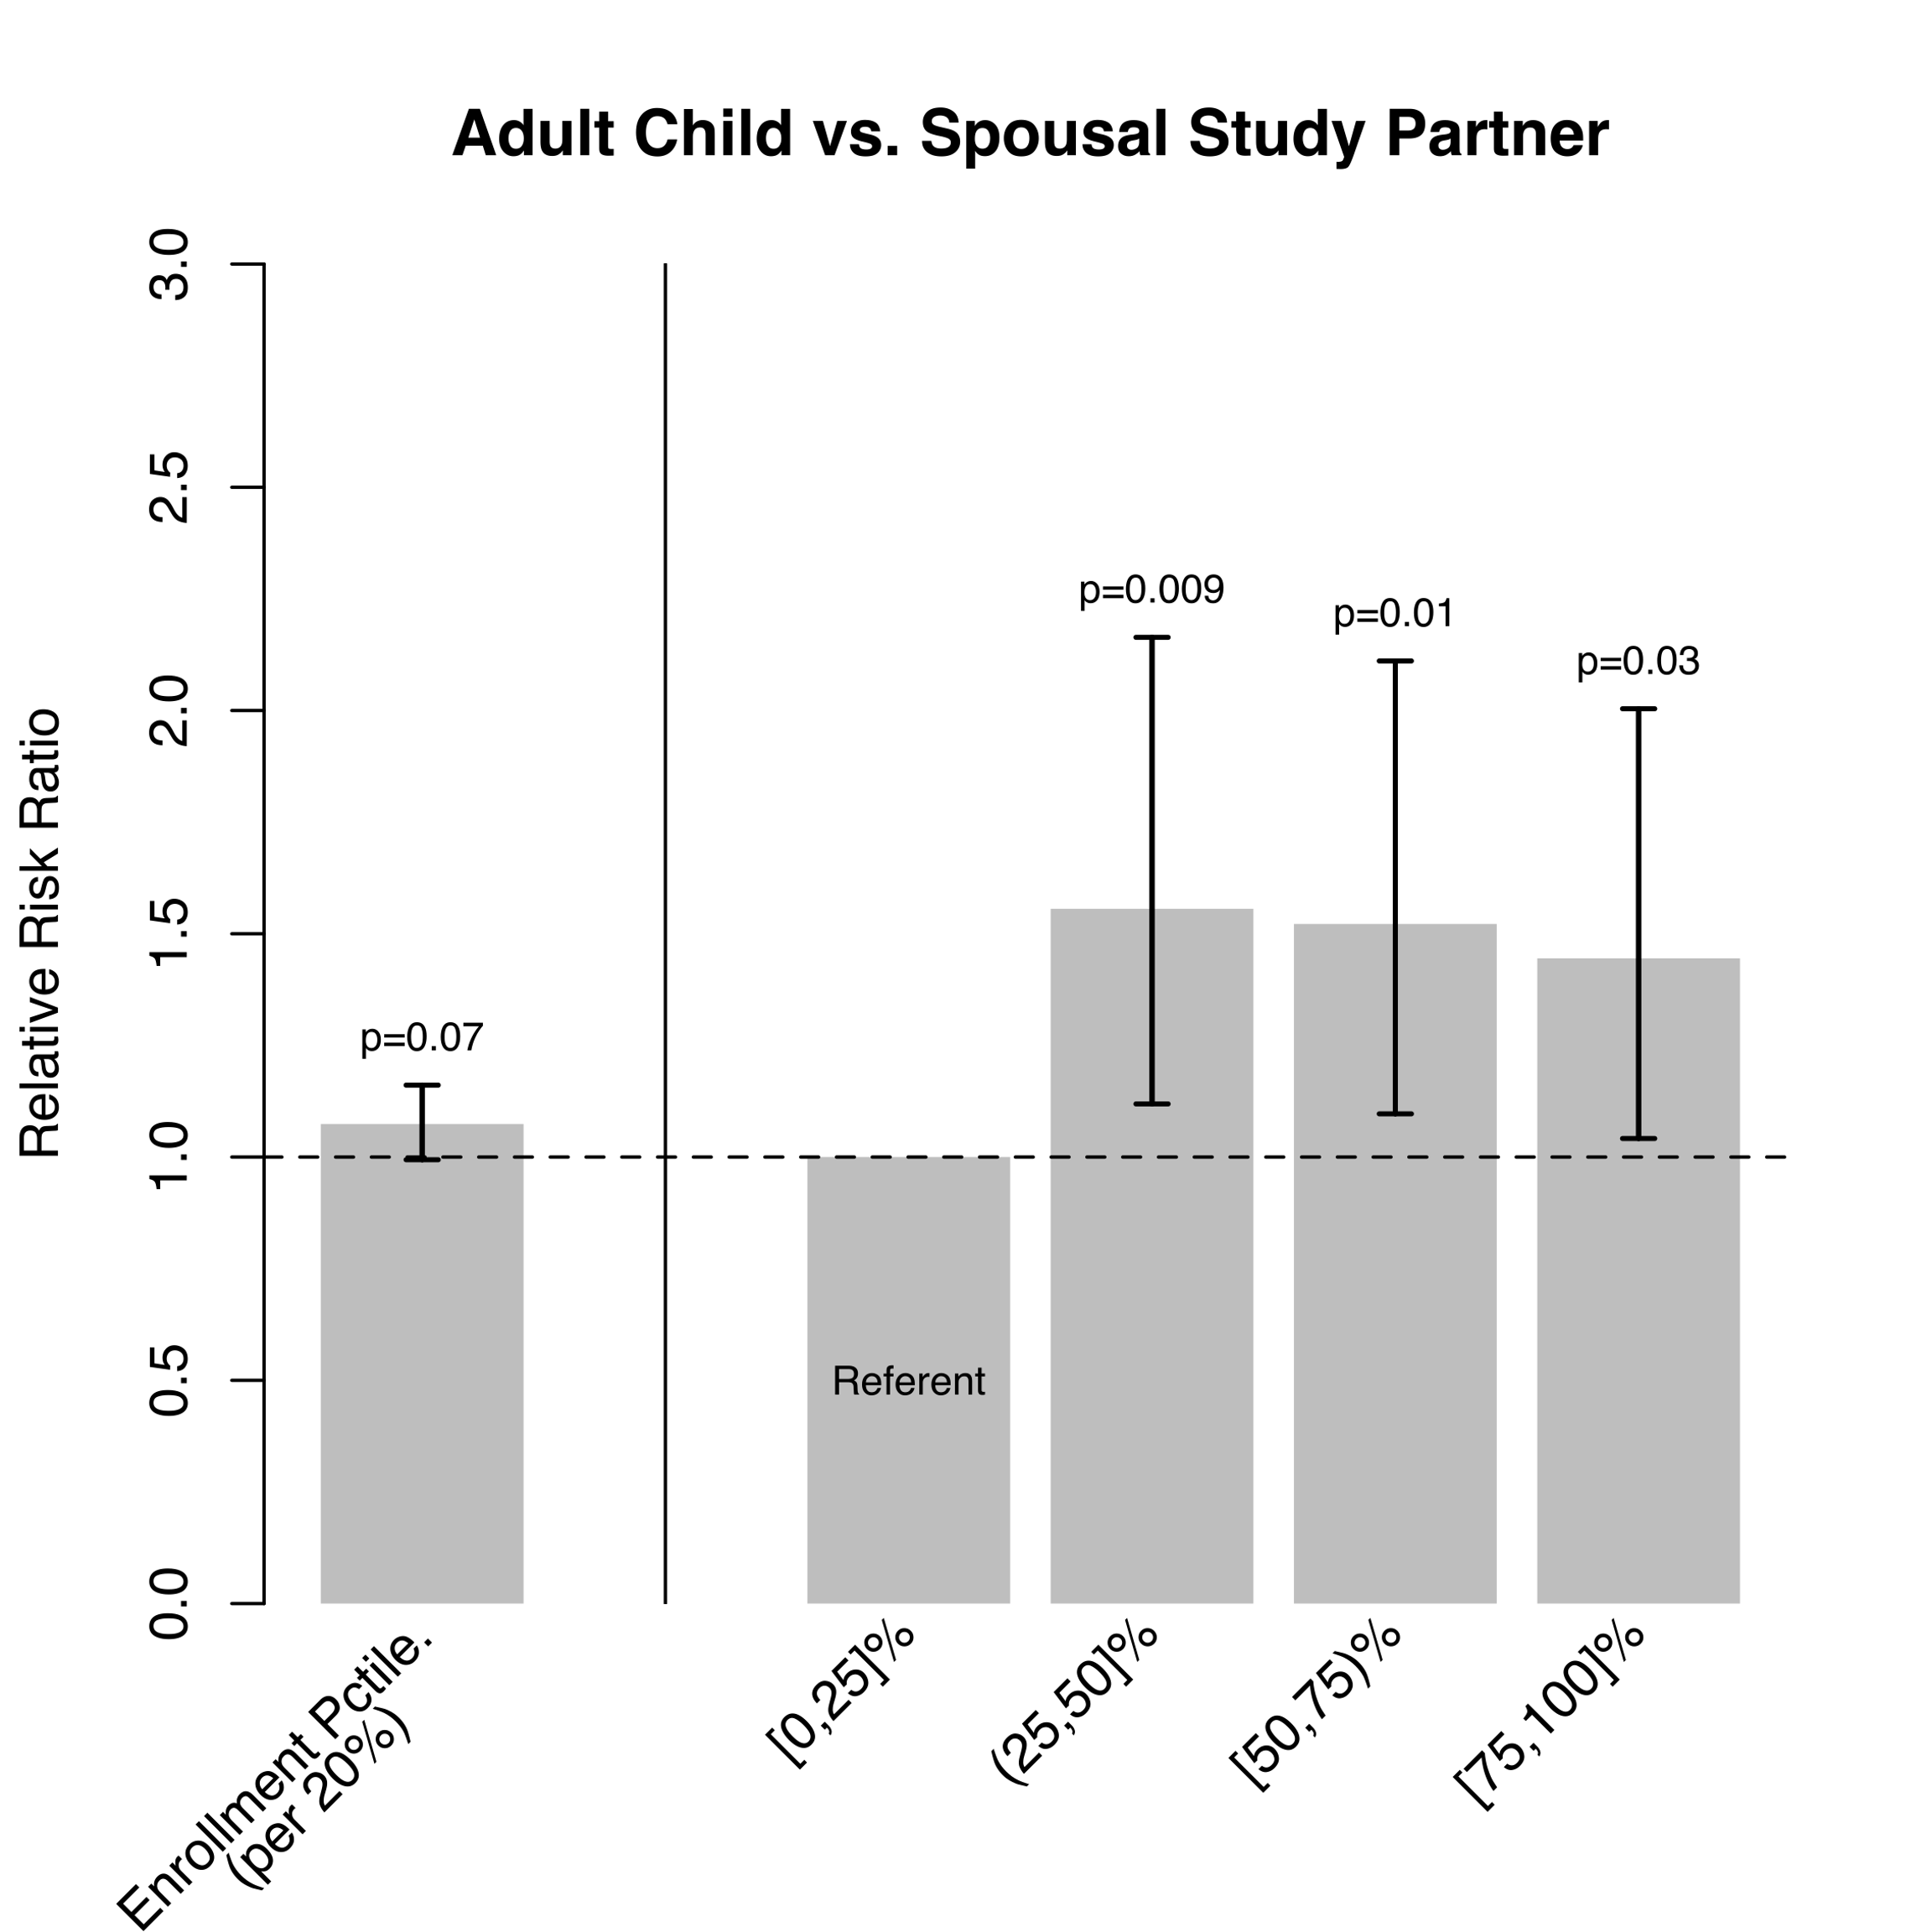 Adult Child vs. Spousal Study Partner
Relative Risk Ratio
3.0
2.5
2.0
1.5
1.0
0.5
0.0
p=0.07
p=0.009
p=0.01
p=0.03
Referent
Enrollment Pctile.
(per 20%)
[0,25]%
(25,50]%
[50,75)%
[75,100]%